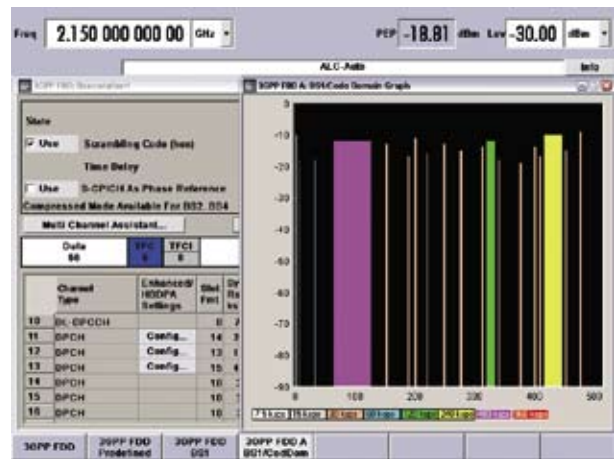 Freq 2.150 000 000 00 GHz PEP -18.81 dBm Lev -30.00 dBm
ALC-Auto Info
3GPP FDD A: BS1/Code Domain Graph
State
Use Scrambling Code (hex)
Time Delay
Use S-CPICH As Phase Reference
Compressed Mode Available For BS2..BS4
Multi Channel Assistant...
Data
TFCI
Channel Type Enhanced/ HSDPA Settings Slot Fmt
10 DL-DPCCH 0
11 DPCH Config... 14
12 DPCH Config... 13
13 DPCH Config... 15
14 DPCH 10
15 DPCH 10
16 DPCH 10
0
-10
-20
-30
-40
-50
-60
-70
-80
-90
0 100 200 300 400 500
3GPP FDD
3GPP FDD Predefined
3GPP FDD BS1
3GPP FDD A BS1/CodDom